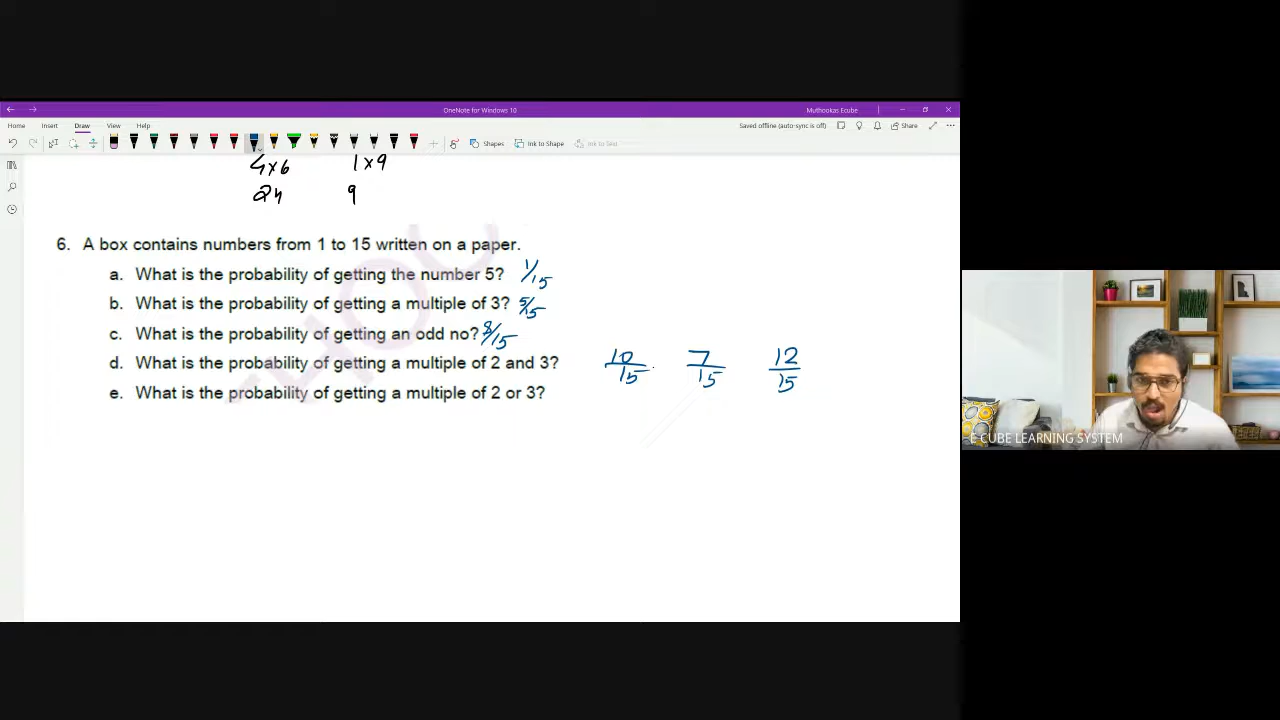 OneNote for Windows 10
Muthookas Ecube
Home Insert Draw View Help
Saved offline (auto-sync is off)
Share
Shapes
Ink to Shape
Ink to Text
4x6 1x9
24 9
6. A box contains numbers from 1 to 15 written on a paper.
a. What is the probability of getting the number 5? 1/15
b. What is the probability of getting a multiple of 3? 5/15
c. What is the probability of getting an odd no? 8/15
d. What is the probability of getting a multiple of 2 and 3? 10/15 7/15 12/15
e. What is the probability of getting a multiple of 2 or 3?
E CUBE LEARNING SYSTEM